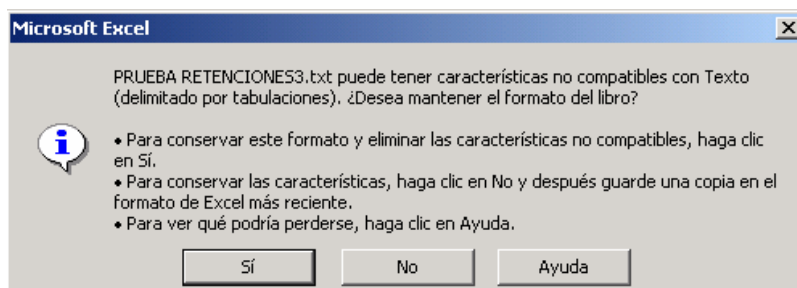 Microsoft Excel
PRUEBA RETENCIONES3.txt puede tener características no compatibles con Texto
(delimitado por tabulaciones). ¿Desea mantener el formato del libro?
• Para conservar este formato y eliminar las características no compatibles, haga clic
en Sí.
• Para conservar las características, haga clic en No y después guarde una copia en el
formato de Excel más reciente.
• Para ver qué podría perderse, haga clic en Ayuda.
Sí No Ayuda